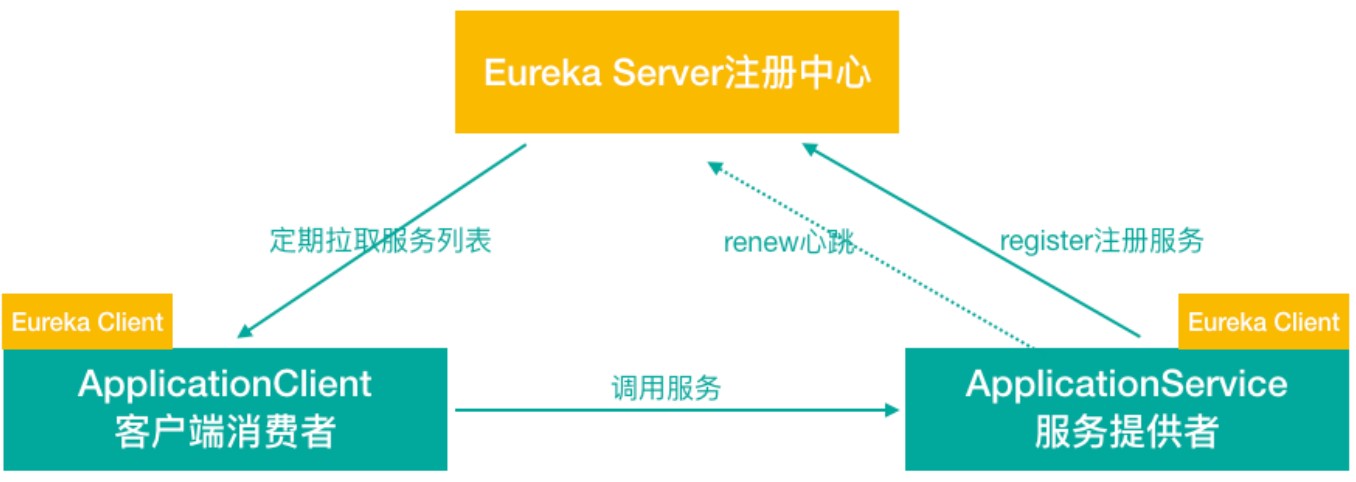 Eureka Server注册中心
定期拉取服务列表
renew心跳
register注册服务
Eureka Client
Eureka Client
ApplicationClient
客户端消费者
调用服务
ApplicationService
服务提供者